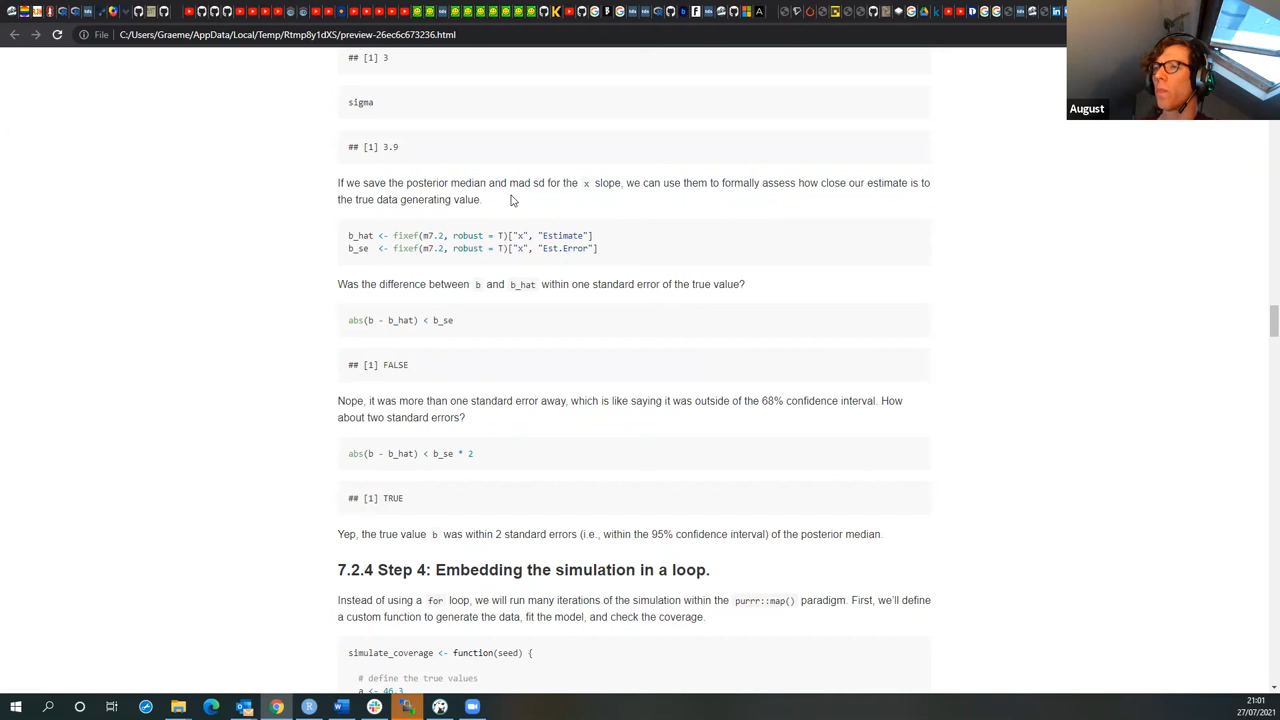 File | C:/Users/Graeme/AppData/Local/Temp/Rtmp8y1dXS/preview-26ec6c673236.html
August
## [1] 3
sigma
## [1] 3.9
If we save the posterior median and mad sd for the x slope, we can use them to formally assess how close our estimate is to
the true data generating value.
b_hat <- fixef(m7.2, robust = T)["x", "Estimate"]
b_se <- fixef(m7.2, robust = T)["x", "Est.Error"]
Was the difference between b and b_hat within one standard error of the true value?
abs(b - b_hat) < b_se
## [1] FALSE
Nope, it was more than one standard error away, which is like saying it was outside of the 68% confidence interval. How
about two standard errors?
abs(b - b_hat) < b_se * 2
## [1] TRUE
Yep, the true value b was within 2 standard errors (i.e., within the 95% confidence interval) of the posterior median.
7.2.4 Step 4: Embedding the simulation in a loop.
Instead of using a for loop, we will run many iterations of the simulation within the purrr::map() paradigm. First, we'll define
a custom function to generate the data, fit the model, and check the coverage.
simulate_coverage <- function(seed) {
# define the true values
a <- 46.3
21:01
27/07/2021